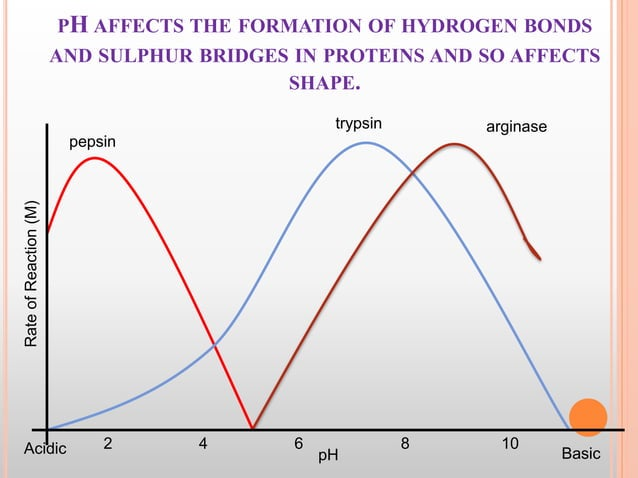 PH AFFECTS THE FORMATION OF HYDROGEN BONDS
AND SULPHUR BRIDGES IN PROTEINS AND SO AFFECTS
SHAPE.
trypsin
arginase
pepsin
Rate of Reaction (M)
Acidic 2 4 6 8 10 Basic
pH